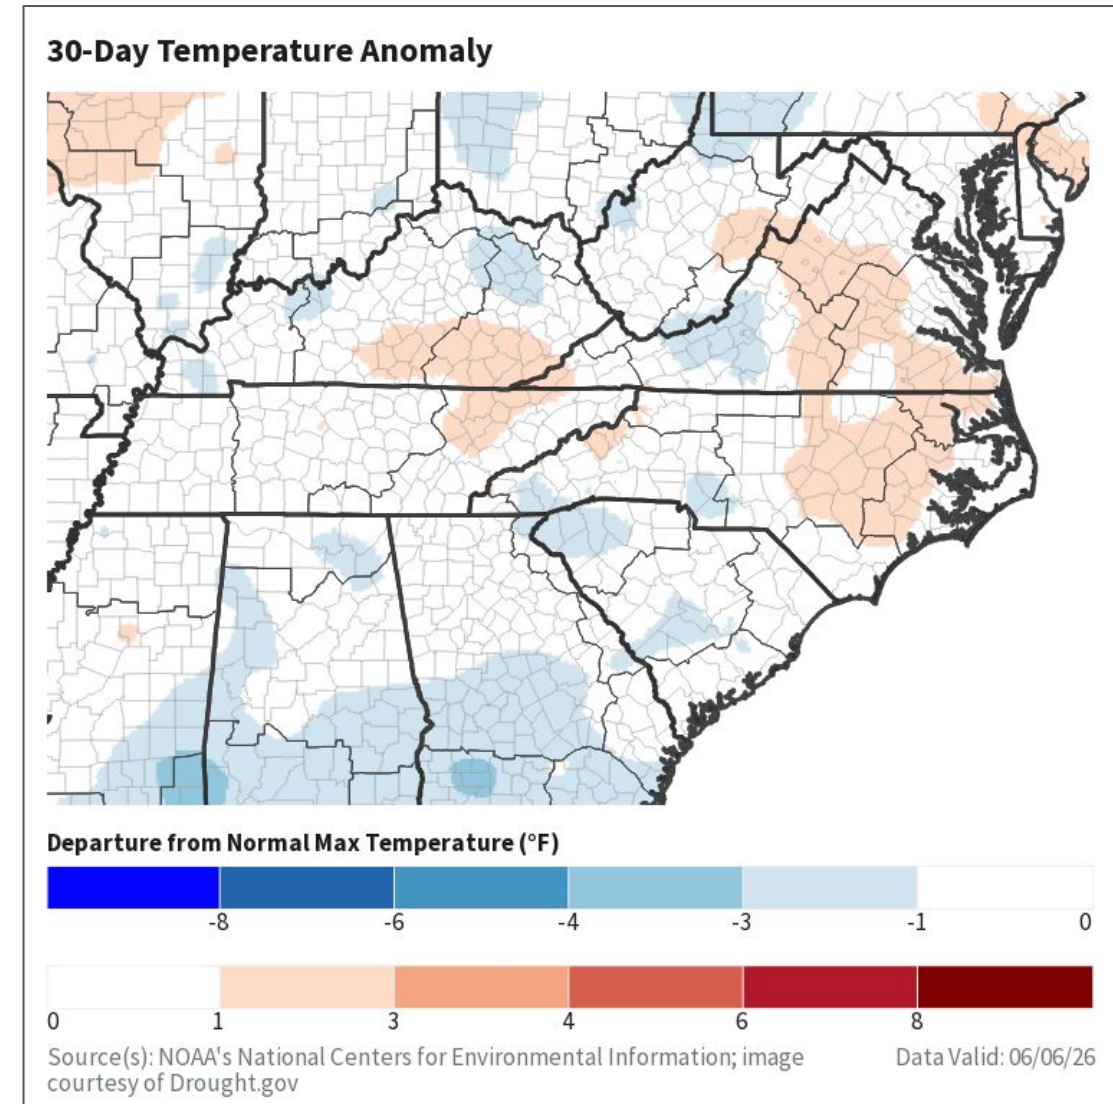 30-Day Temperature Anomaly
Departure from Normal Max Temperature (°F)
-8 -6 -4 -3 -1 0
0 1 3 4 6 8
Source(s): NOAA's National Centers for Environmental Information; image
courtesy of Drought.gov
Data Valid: 06/06/26